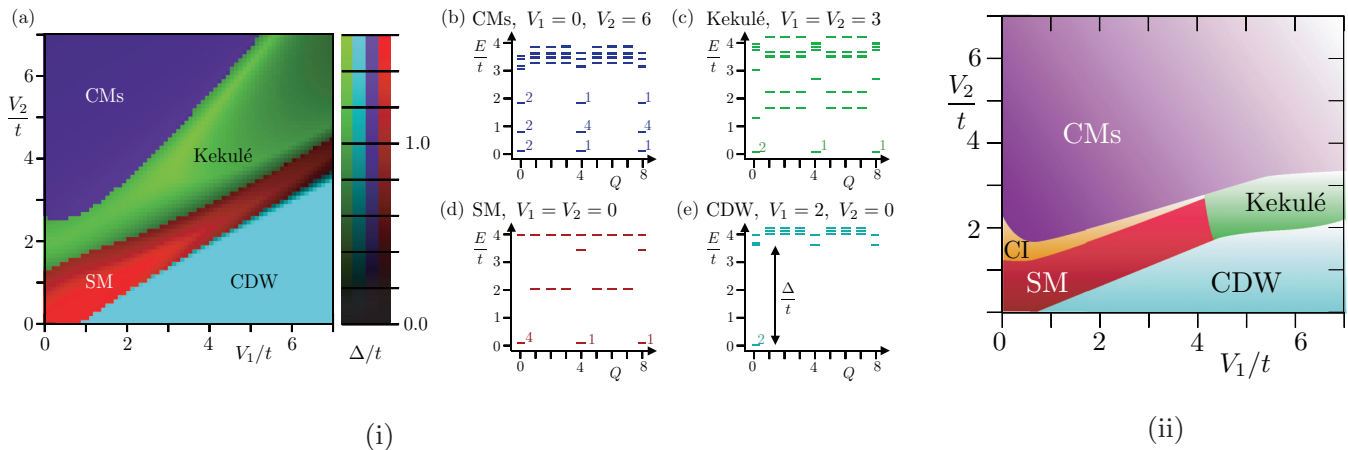 (a)
6
4
2
0
V₂/t
CMs
Kekulé
SM
CDW
2
4
6
V₁/t
1.0
0.0
Δ/t
(b) CMs, V₁ = 0, V₂ = 6
E/t
4
3
2
1
0
2
2
2
1
4
1
1
4
1
0
4
8
Q
(c) Kekulé, V₁ = V₂ = 3
E/t
4
3
2
1
0
2
1
1
0
4
8
Q
(d) SM, V₁ = V₂ = 0
E/t
4
3
2
1
0
4
1
1
0
4
8
Q
(e) CDW, V₁ = 2, V₂ = 0
E/t
4
3
2
1
0
Δ/t
2
0
4
8
Q
(i)
V₂/t
4
2
CMs
CI
SM
Kekulé
CDW
0
2
4
6
V₁/t
(ii)